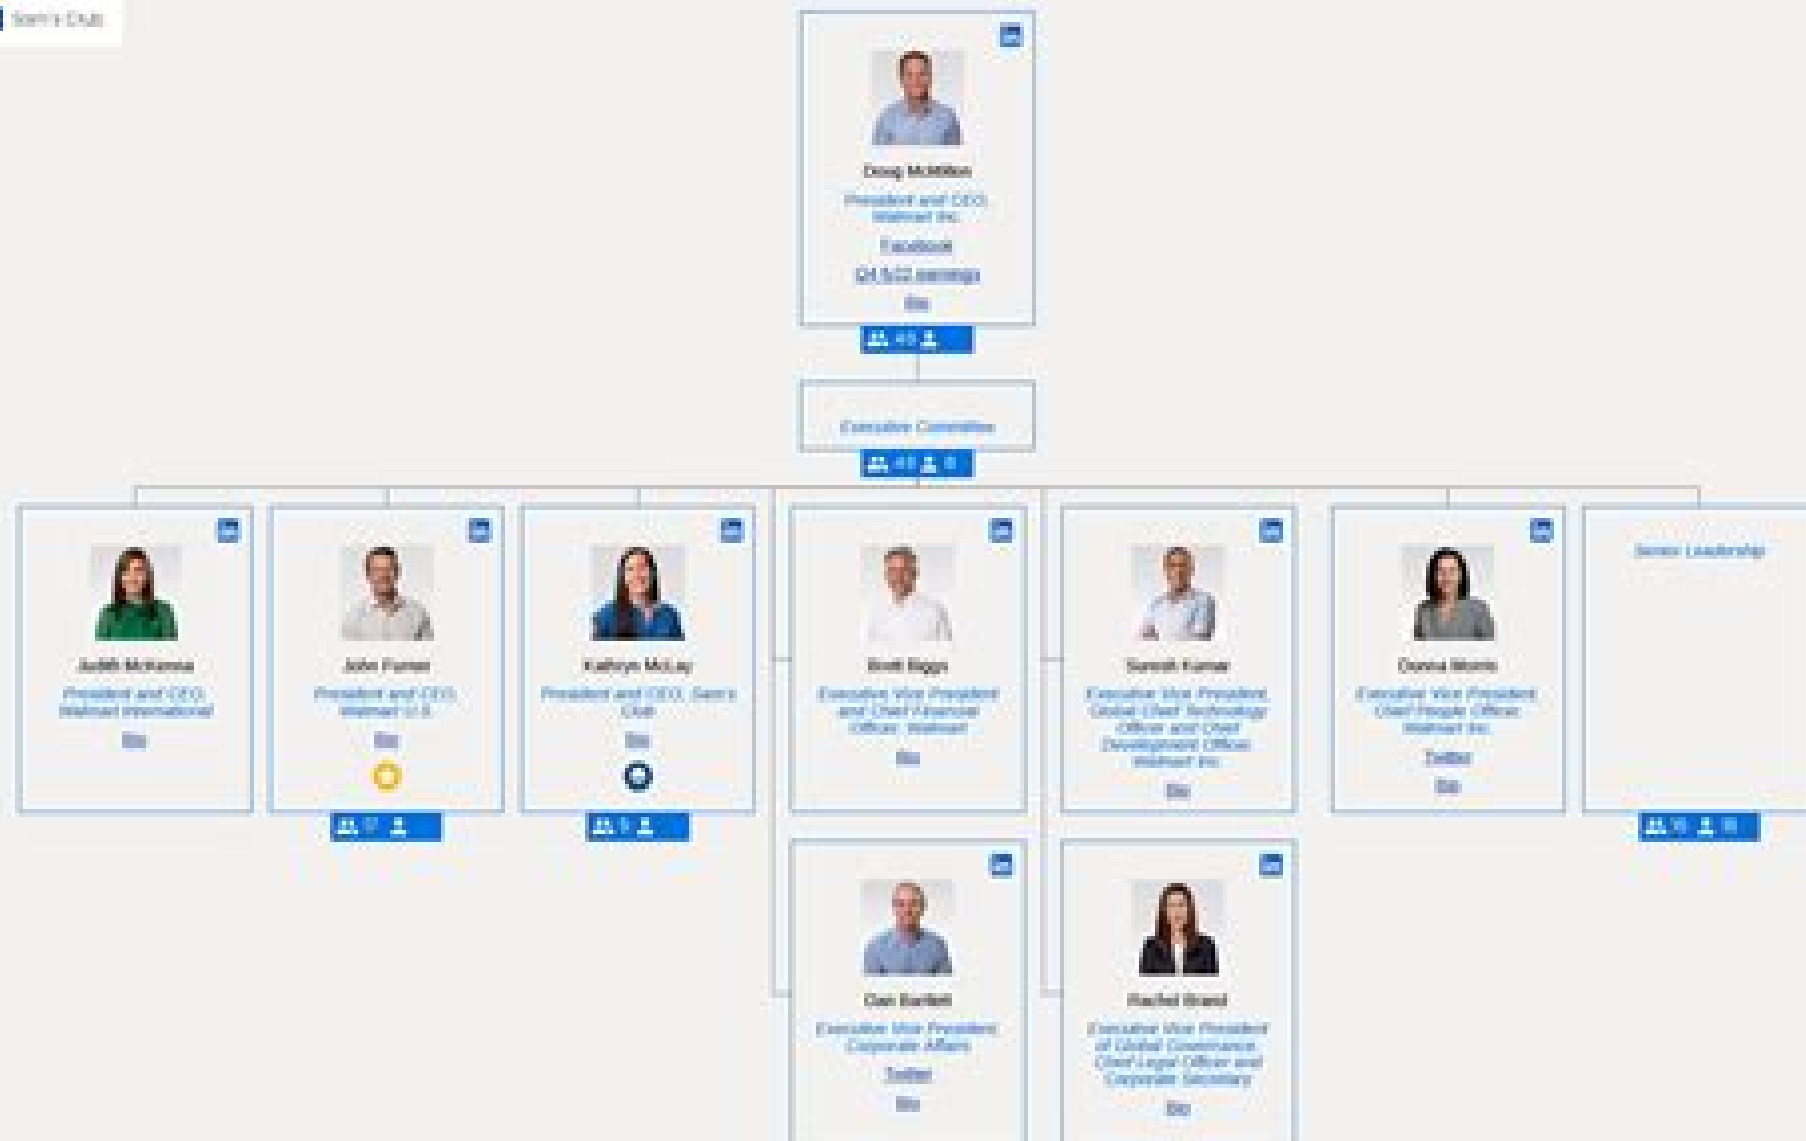 Sam's Club
Doug McMillon
President and CEO,
Walmart Inc.
Facebook
Q4 fy22 earnings
Bio
49
Executive Committee
49 8
Judith McKenna
President and CEO,
Walmart International
Bio
John Furner
President and CEO,
Walmart U.S.
Bio
17
Kathryn McLay
President and CEO, Sam's
Club
Bio
9
Brett Biggs
Executive Vice President
and Chief Financial
Officer, Walmart
Bio
Suresh Kumar
Executive Vice President,
Global Chief Technology
Officer and Chief
Development Officer,
Walmart Inc.
Bio
Donna Morris
Executive Vice President,
Chief People Officer,
Walmart Inc.
Twitter
Bio
Senior Leadership
Dan Bartlett
Executive Vice President,
Corporate Affairs
Twitter
Bio
Rachel Brand
Executive Vice President
of Global Governance,
Chief Legal Officer and
Corporate Secretary
Bio